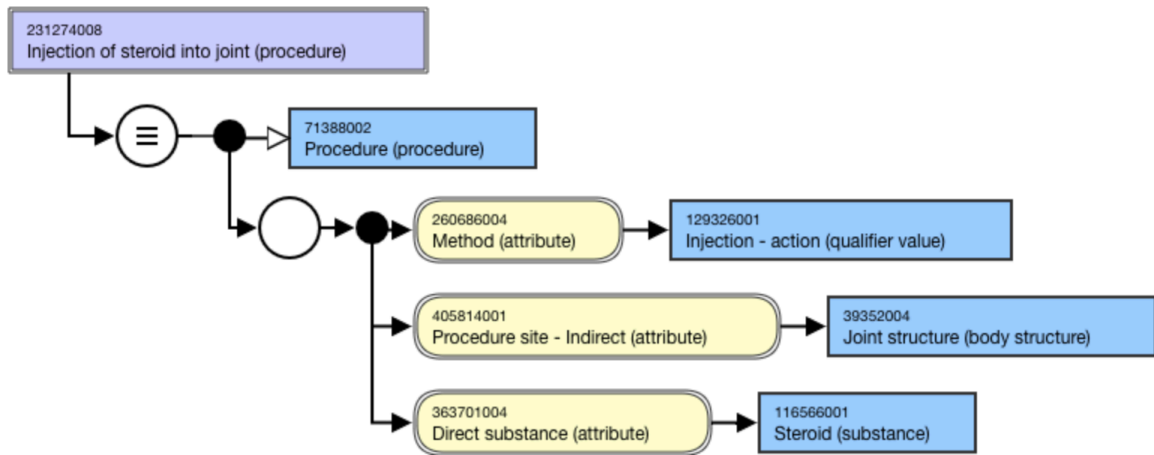 231274008
Injection of steroid into joint (procedure)
71388002
Procedure (procedure)
260686004
Method (attribute)
129326001
Injection - action (qualifier value)
405814001
Procedure site - Indirect (attribute)
39352004
Joint structure (body structure)
363701004
Direct substance (attribute)
116566001
Steroid (substance)